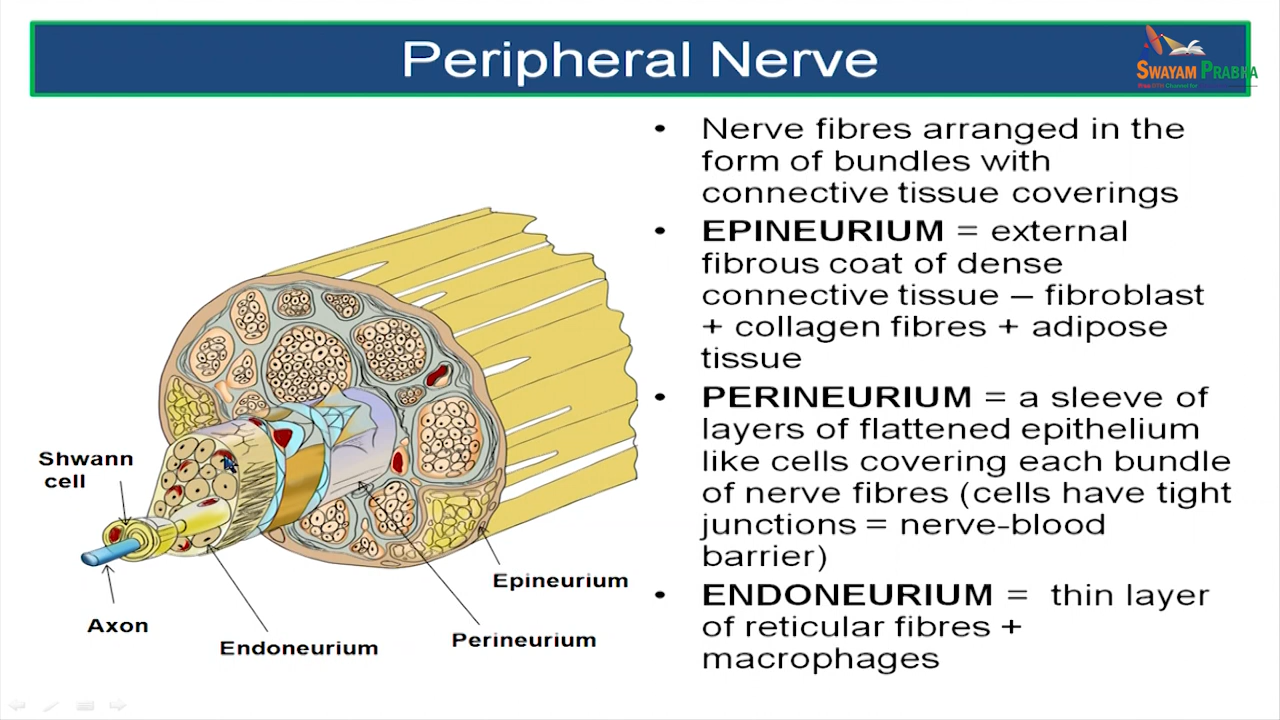 Peripheral Nerve
SWAYAM PRABHA
• Nerve fibres arranged in the
form of bundles with
connective tissue coverings
• EPINEURIUM = external
fibrous coat of dense
connective tissue – fibroblast
+ collagen fibres + adipose
tissue
• PERINEURIUM = a sleeve of
layers of flattened epithelium
like cells covering each bundle
of nerve fibres (cells have tight
junctions = nerve-blood
barrier)
• ENDONEURIUM = thin layer
of reticular fibres +
macrophages
Shwann
cell
Axon
Endoneurium
Perineurium
Epineurium